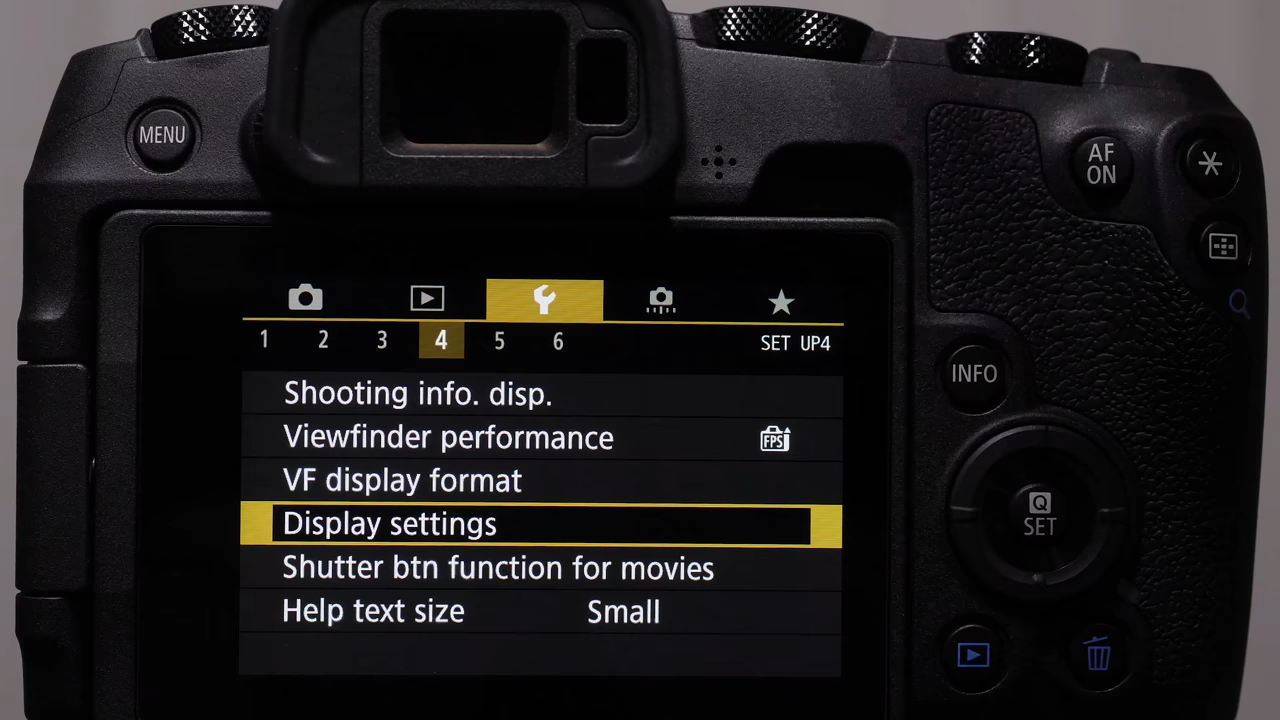 MENU
AF
ON
INFO
1 2 3 4 5 6 SET UP4
Shooting info. disp.
Viewfinder performance FPS
VF display format
Display settings
Shutter btn function for movies
Help text size Small
Q
SET